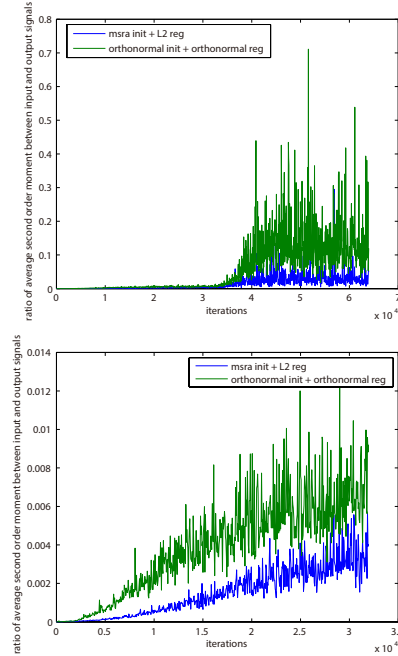 ratio of average second order moment between input and output signals
0.8
0.7
0.6
0.5
0.4
0.3
0.2
0.1
0
msra init + L2 reg
orthonormal init + orthonormal reg
0 1 2 3 4 5 6 7
iterations
x 10 4
ratio of average second order moment between input and output signals
0.014
0.012
0.01
0.008
0.006
0.004
0.002
0
msra init + L2 reg
orthonormal init + orthonormal reg
0 0.5 1 1.5 2 2.5 3 3.
iterations
x 10 4